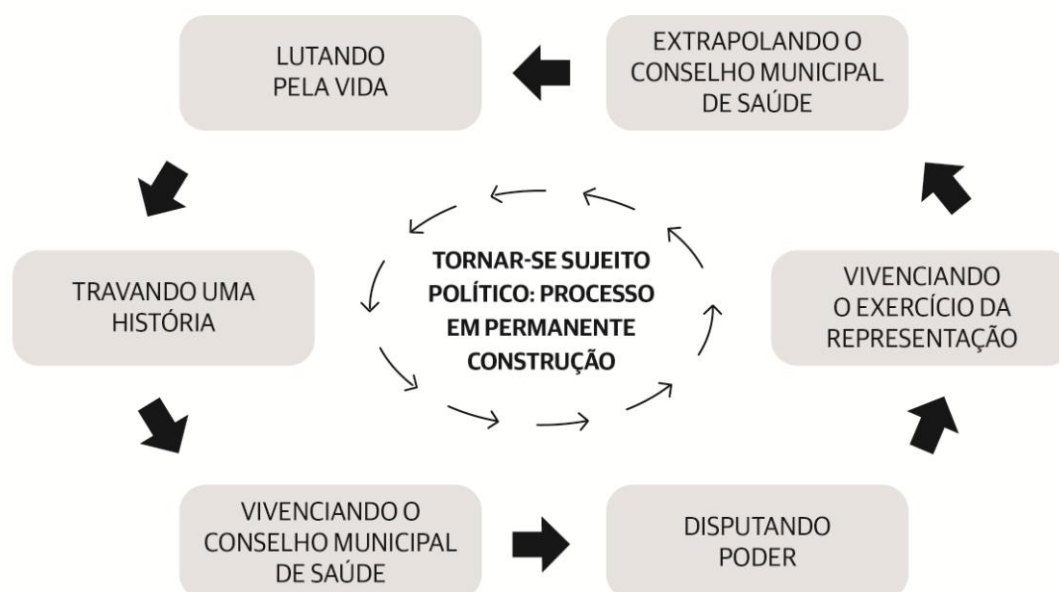 LUTANDO
PELA VIDA
EXTRAPOLANDO O
CONSELHO MUNICIPAL
DE SAÚDE
TRAVANDO UMA
HISTÓRIA
TORNAR-SE SUJEITO
POLÍTICO: PROCESSO
EM PERMANENTE
CONSTRUÇÃO
VIVENCIANDO
O EXERCÍCIO DA
REPRESENTAÇÃO
VIVENCIANDO O
CONSELHO MUNICIPAL
DE SAÚDE
DISPUTANDO
PODER